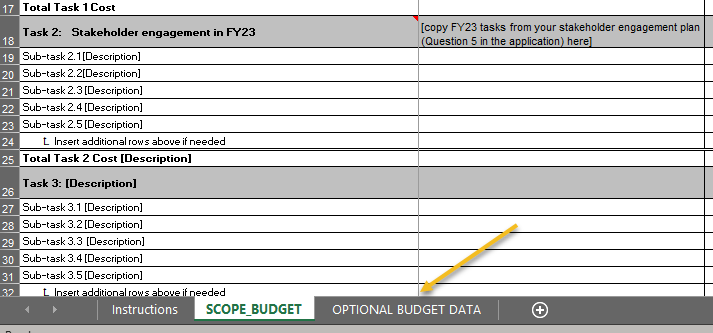 17 Total Task 1 Cost
18 Task 2: Stakeholder engagement in FY23 [copy FY23 tasks from your stakeholder engagement plan
(Question 5 in the application) here]
19 Sub-task 2.1[Description]
20 Sub-task 2.2[Description]
21 Sub-task 2.3 [Description]
22 Sub-task 2.4 [Description]
23 Sub-task 2.5 [Description]
24 Insert additional rows above if needed
25 Total Task 2 Cost [Description]
26 Task 3: [Description]
27 Sub-task 3.1 [Description]
28 Sub-task 3.2 [Description]
29 Sub-task 3.3 [Description]
30 Sub-task 3.4 [Description]
31 Sub-task 3.5 [Description]
32 Insert additional rows above if needed
Instructions SCOPE_BUDGET OPTIONAL BUDGET DATA